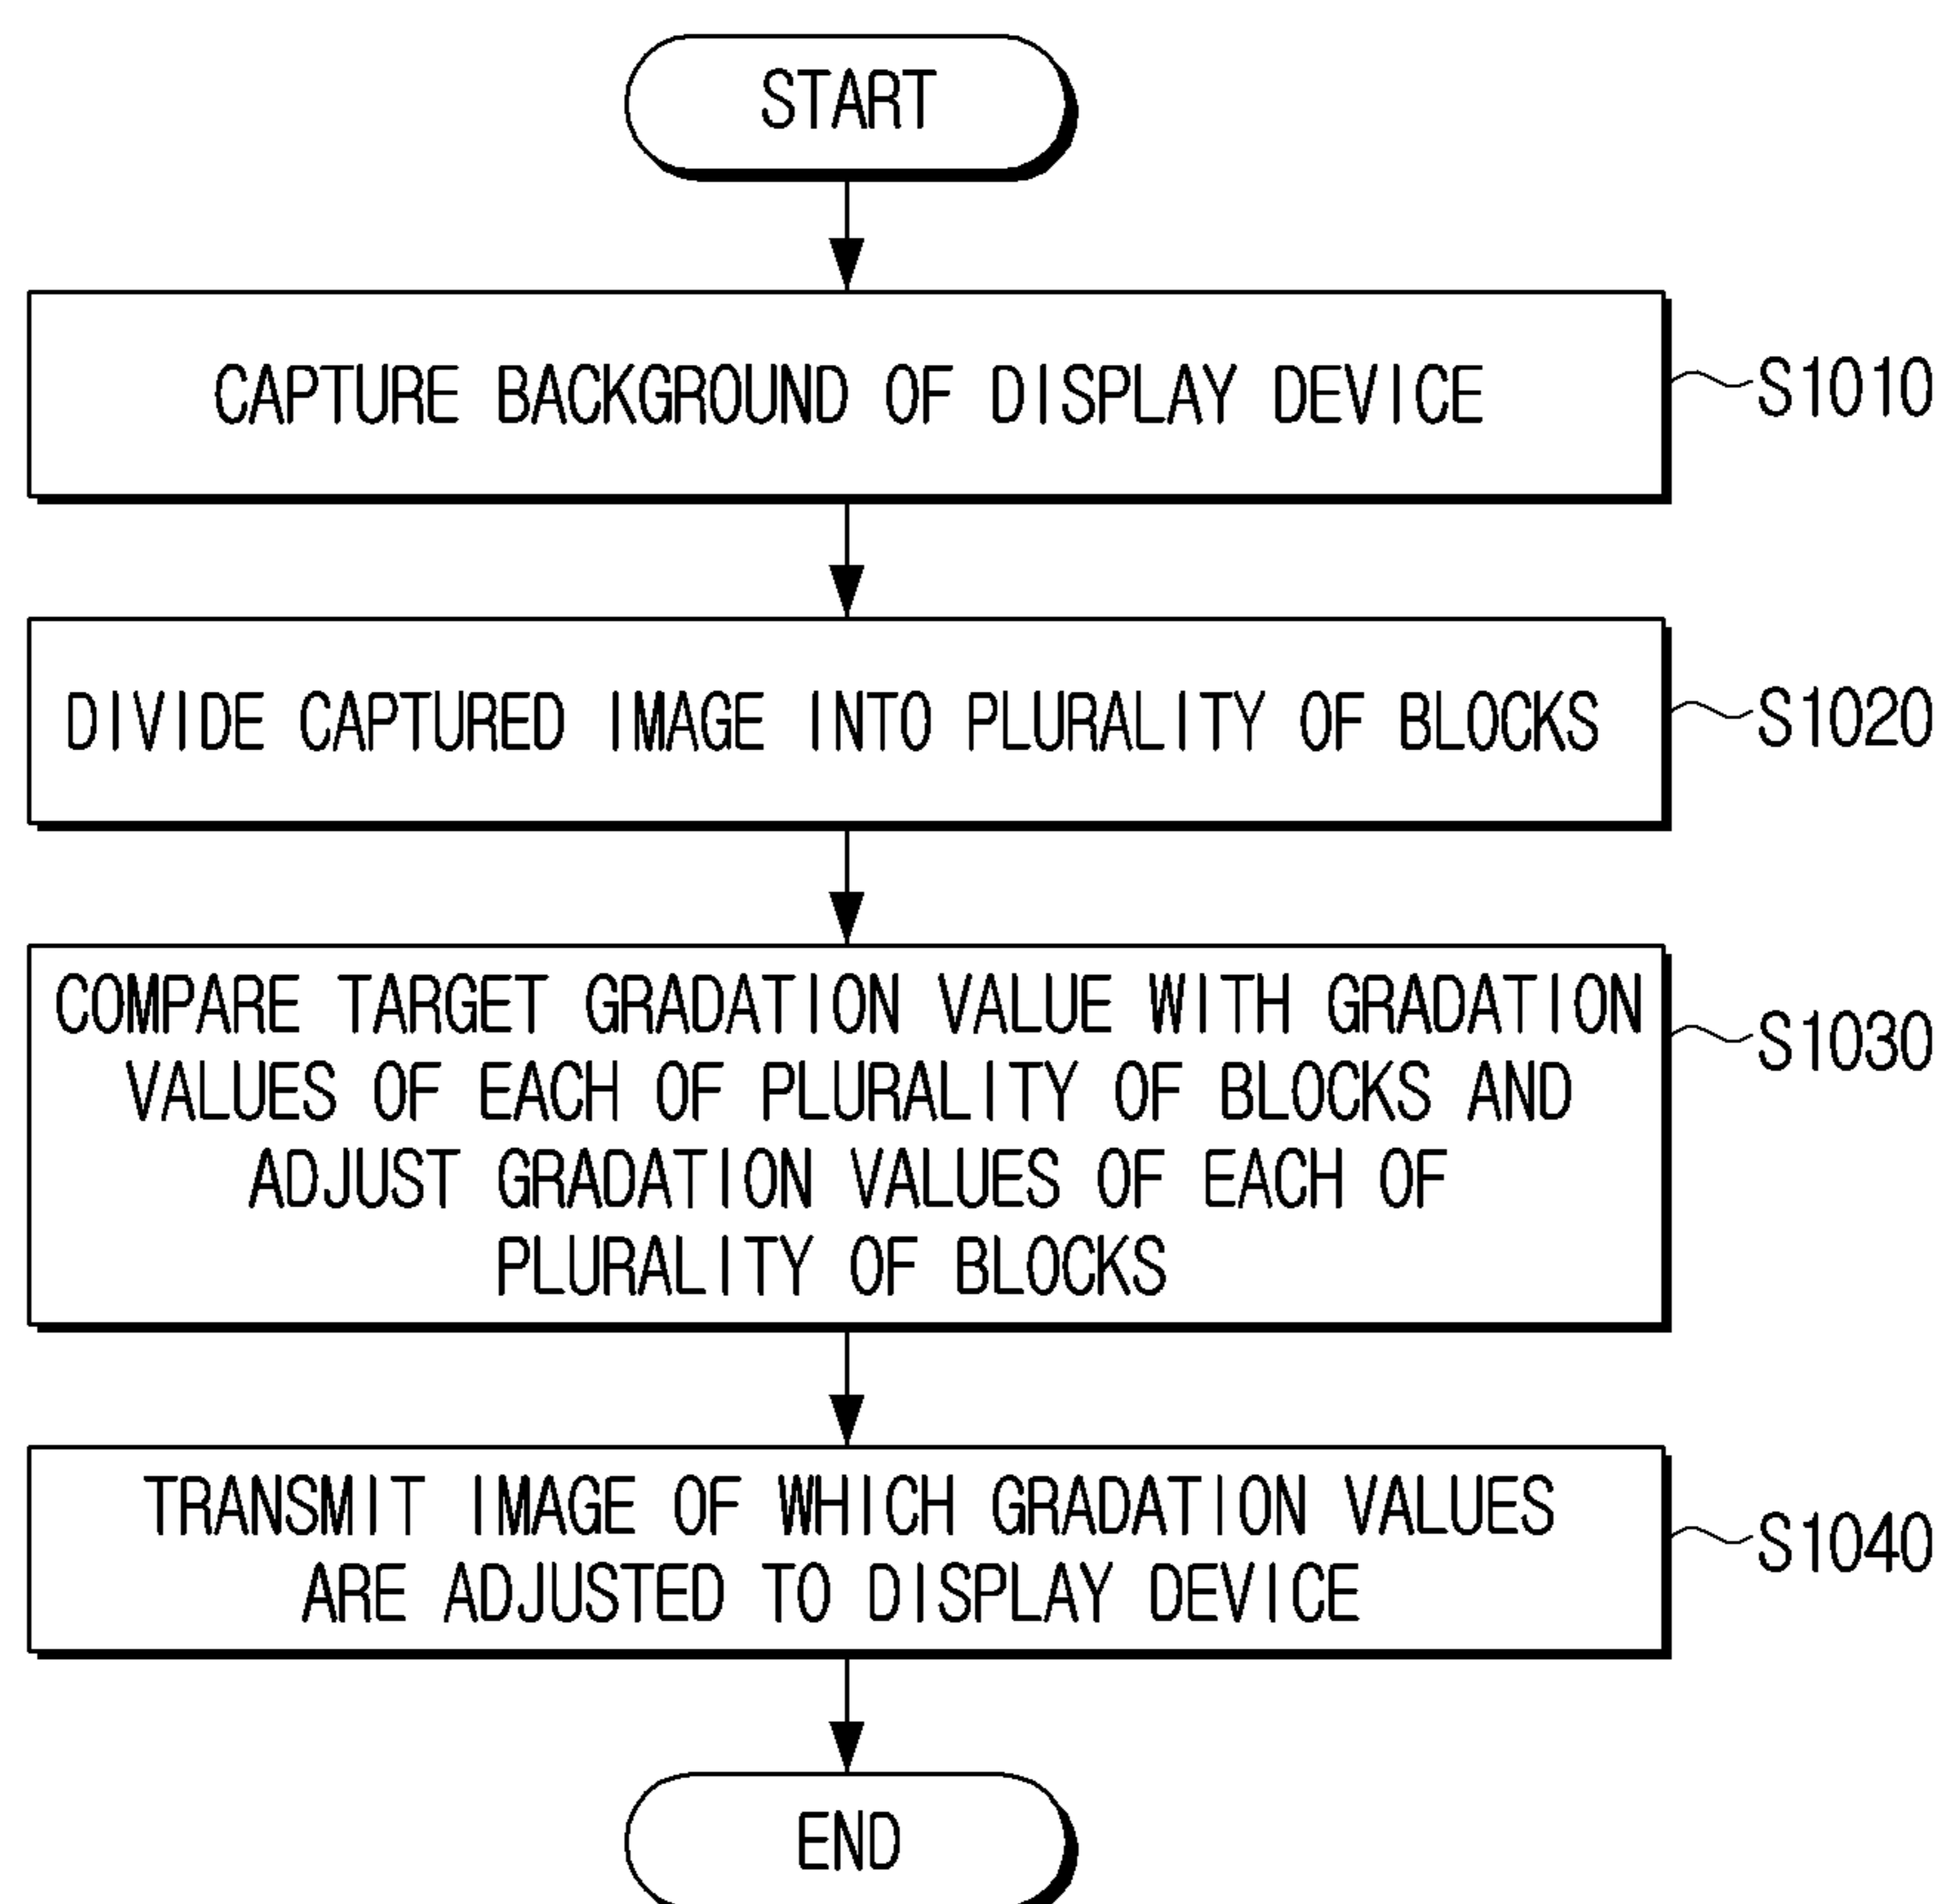 START
CAPTURE BACKGROUND OF DISPLAY DEVICE
S1010
DIVIDE CAPTURED IMAGE INTO PLURALITY OF BLOCKS
S1020
COMPARE TARGET GRADATION VALUE WITH GRADATION
VALUES OF EACH OF PLURALITY OF BLOCKS AND
ADJUST GRADATION VALUES OF EACH OF
PLURALITY OF BLOCKS
S1030
TRANSMIT IMAGE OF WHICH GRADATION VALUES
ARE ADJUSTED TO DISPLAY DEVICE
S1040
END